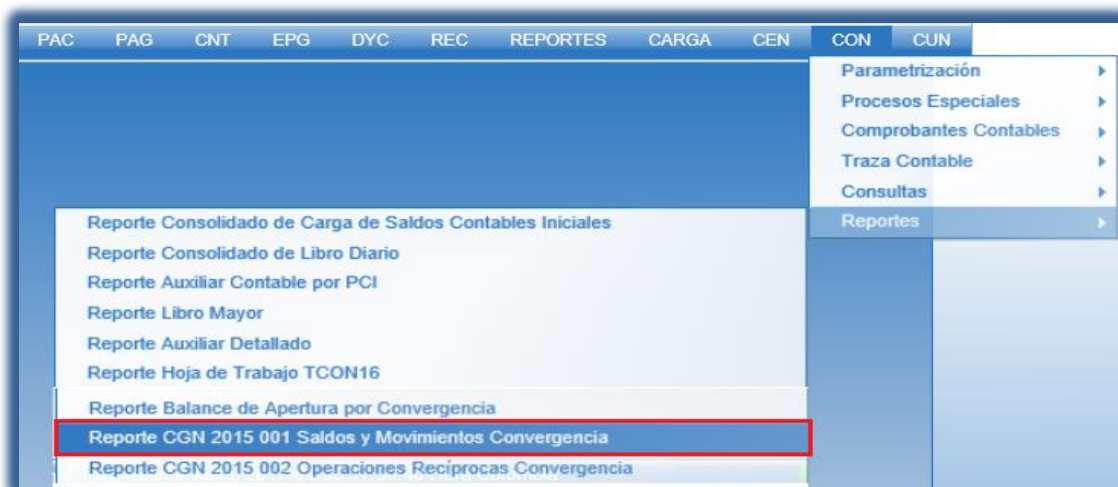 PAC PAG CNT EPG DYC REC REPORTES CARGA CEN CON CUN
Parametrización
Procesos Especiales
Comprobantes Contables
Traza Contable
Consultas
Reportes
Reporte Consolidado de Carga de Saldos Contables Iniciales
Reporte Consolidado de Libro Diario
Reporte Auxiliar Contable por PCI
Reporte Libro Mayor
Reporte Auxiliar Detallado
Reporte Hoja de Trabajo TCON16
Reporte Balance de Apertura por Convergencia
Reporte CGN 2015 001 Saldos y Movimientos Convergencia
Reporte CGN 2015 002 Operaciones Recíprocas Convergencia